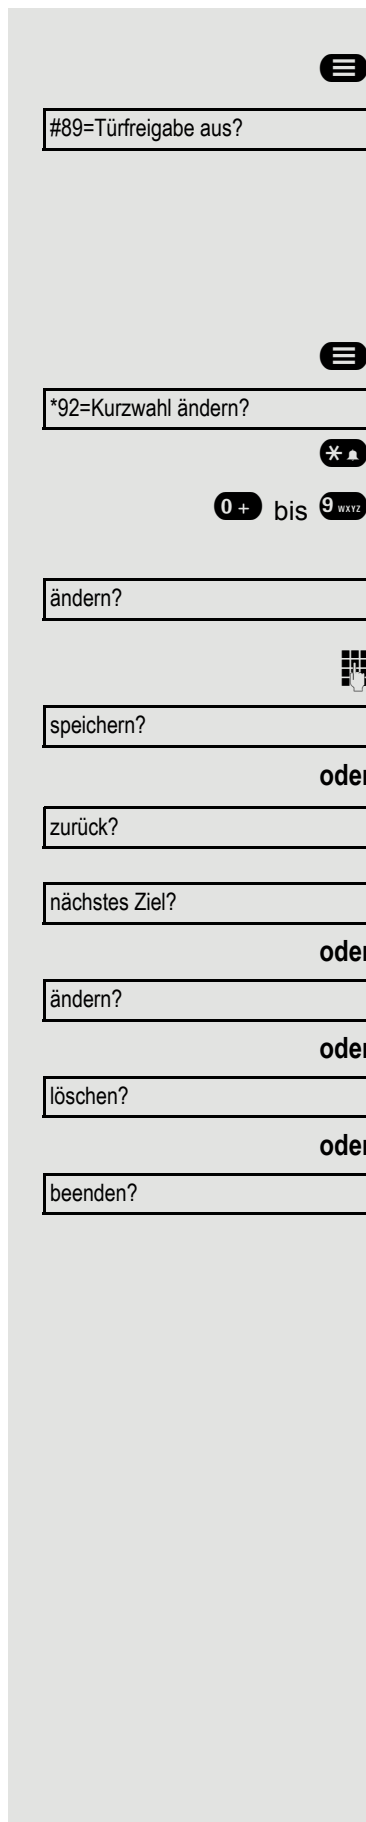 #89=Türfreigabe aus?
*92=Kurzwahl ändern?
0 + bis 9 WXYZ
ändern?
speichern?
oder
zurück?
nächstes Ziel?
oder
ändern?
oder
löschen?
oder
beenden?